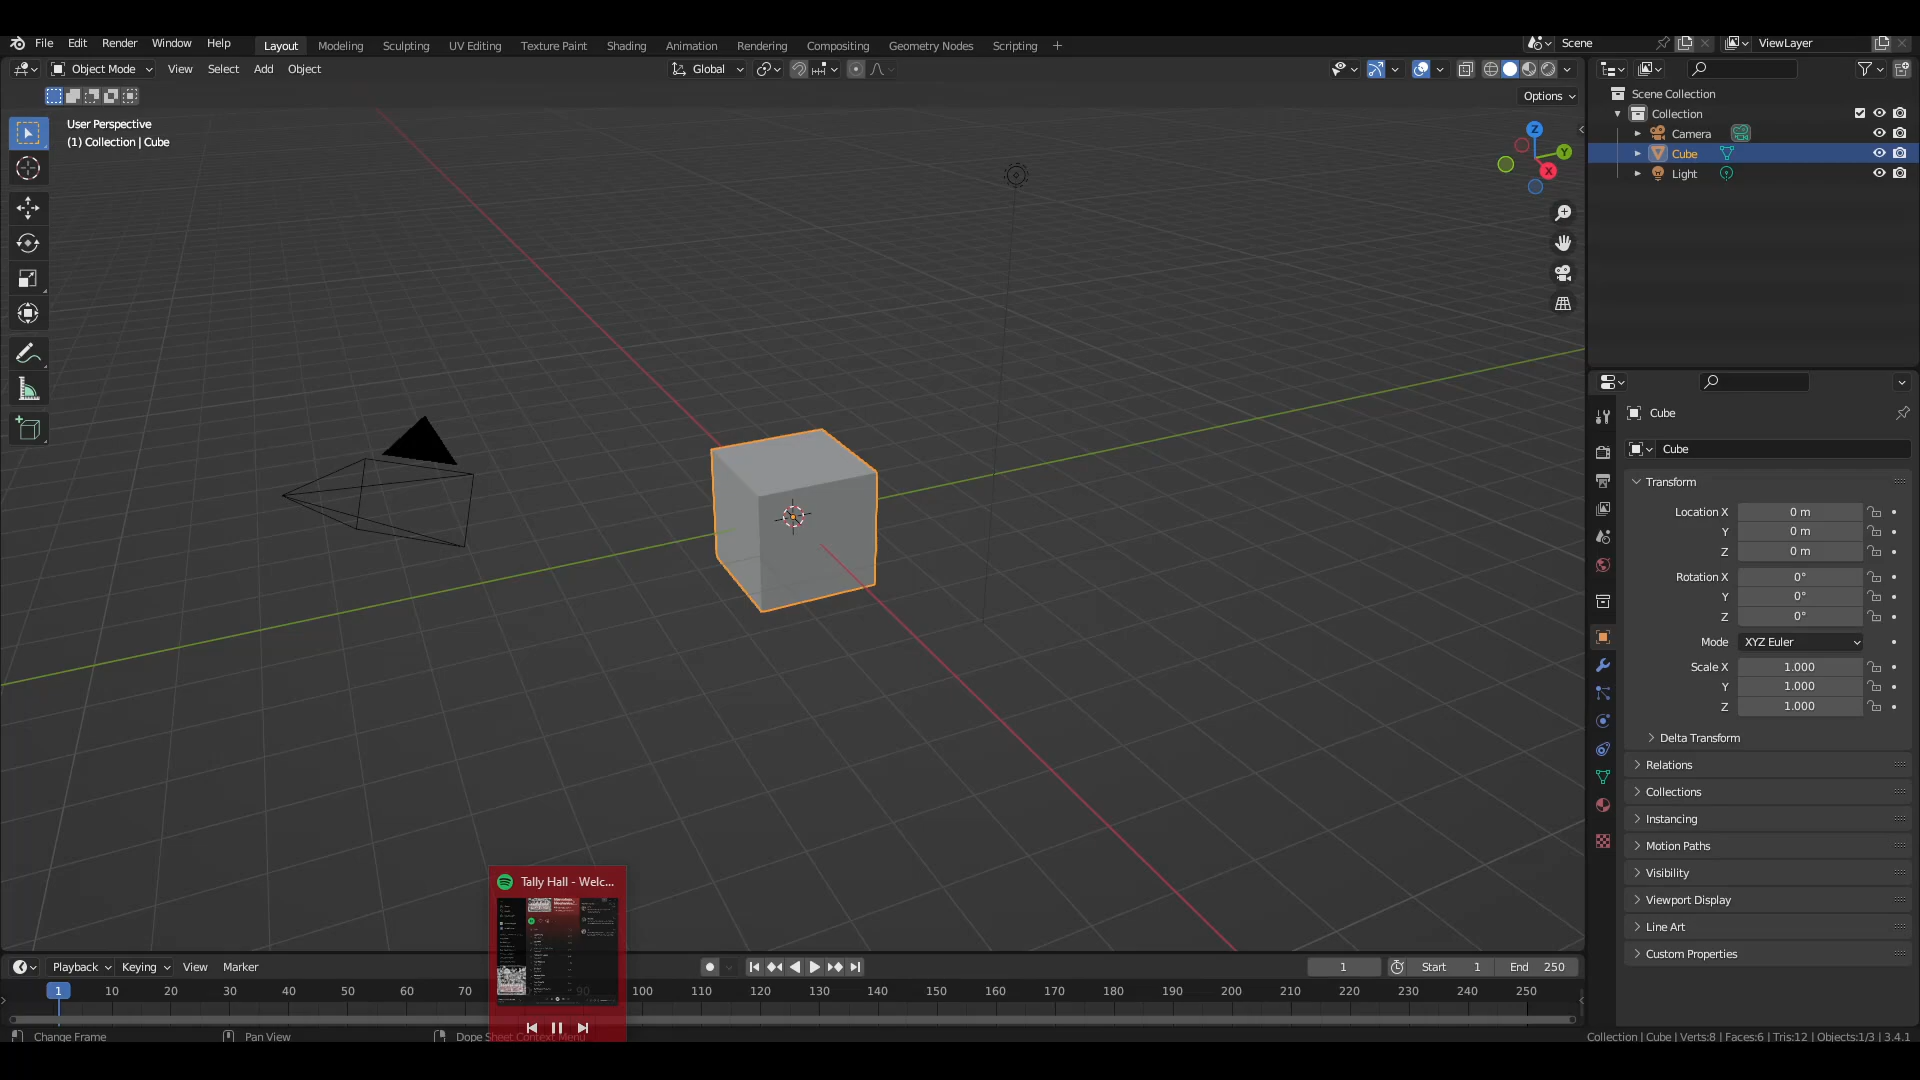 File Edit Render Window Help Layout Modeling Sculpting UV Editing Texture Paint Shading Animation Rendering Compositing Geometry Nodes Scripting + Scene ViewLayer
Object Mode View Select Add Object Global
Options
User Perspective
(1) Collection | Cube
Z
Y
X
Scene Collection
Collection
Camera
Cube
Light
Cube
Cube
Transform
Location X 0 m
Y 0 m
Z 0 m
Rotation X 0°
Y 0°
Z 0°
Mode XYZ Euler
Scale X 1.000
Y 1.000
Z 1.000
Delta Transform
Relations
Collections
Instancing
Motion Paths
Visibility
Viewport Display
Line Art
Custom Properties
Tally Hall - Welc...
Playback Keying View Marker 1 Start 1 End 250
1 10 20 30 40 50 60 70 90 100 110 120 130 140 150 160 170 180 190 200 210 220 230 240 250
Change Frame Pan View Dope Sheet Context Menu Collection | Cube | Verts:8 | Faces:6 | Tris:12 | Objects:1/3 | 3.4.1